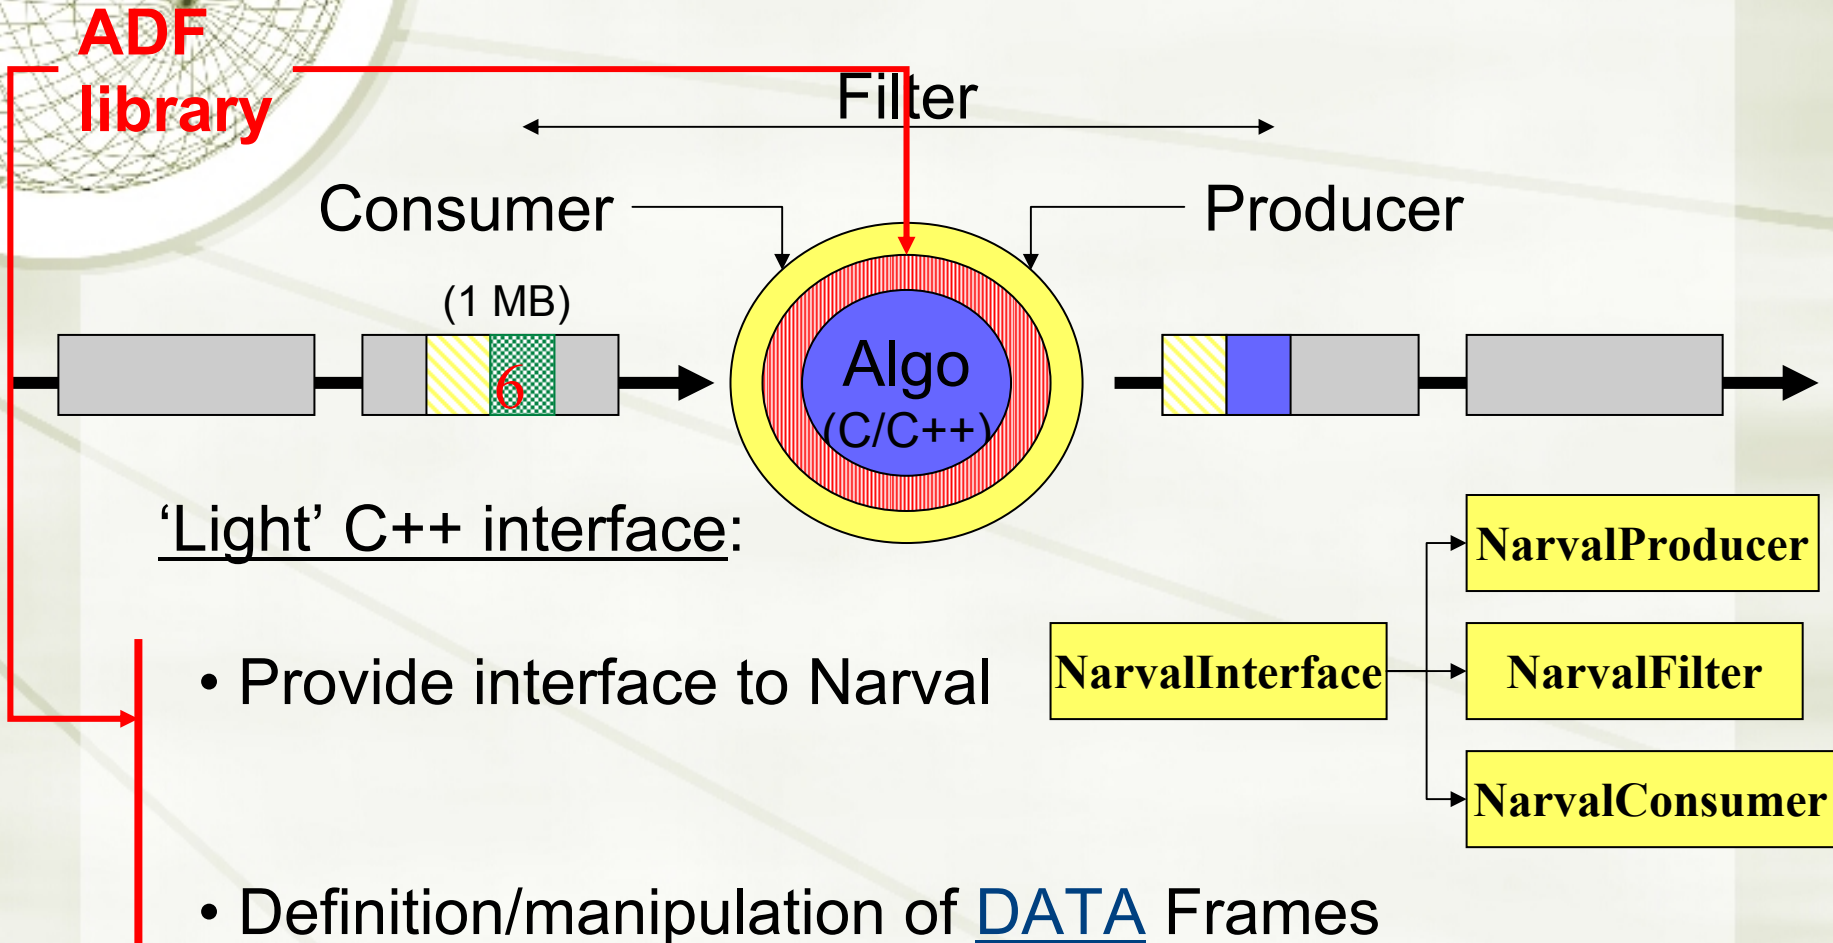 ADF
library
Filter
Consumer
Producer
(1 MB)
6
Algo
(C/C++)
‘Light’ C++ interface:
NarvalProducer
• Provide interface to Narval
NarvalInterface
NarvalFilter
NarvalConsumer
• Definition/manipulation of DATA Frames